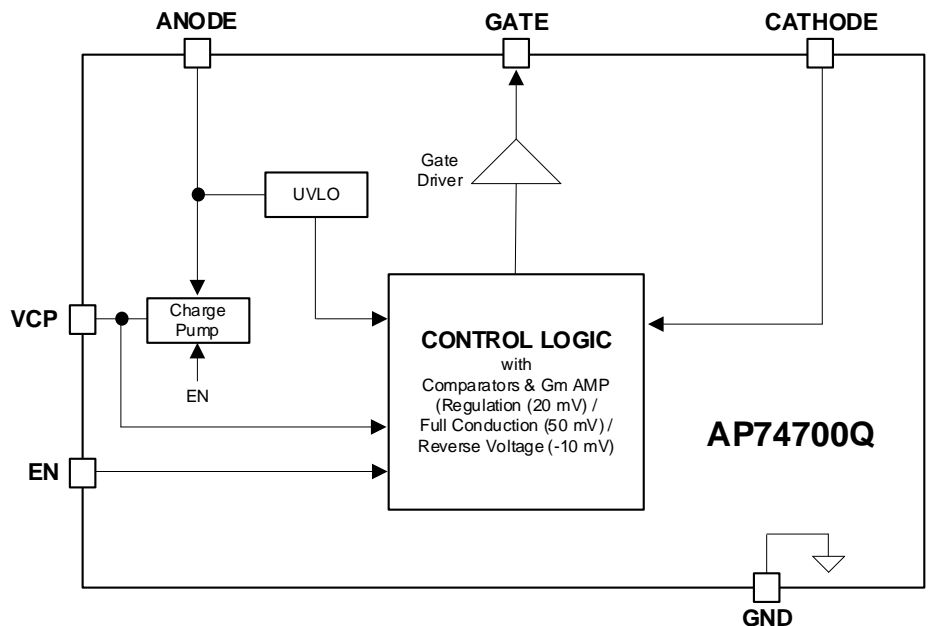 ANODE
GATE
CATHODE
Gate
Driver
UVLO
VCP
Charge
Pump
EN
CONTROL LOGIC
with
Comparators & Gm AMP
(Regulation (20 mV) /
Full Conduction (50 mV) /
Reverse Voltage (-10 mV)
AP74700Q
EN
GND